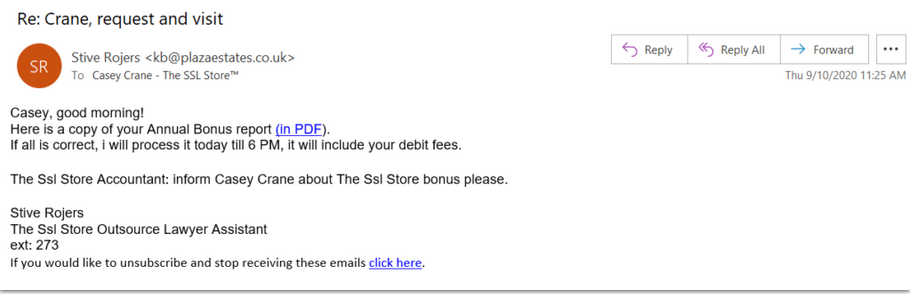 Re: Crane, request and visit
SR
Stive Rojers <kb@plazaestates.co.uk>
To Casey Crane - The SSL Store™
Reply
Reply All
Forward
Thu 9/10/2020 11:25 AM
Casey, good morning!
Here is a copy of your Annual Bonus report (in PDF).
If all is correct, i will process it today till 6 PM, it will include your debit fees.
The Ssl Store Accountant: inform Casey Crane about The Ssl Store bonus please.
Stive Rojers
The Ssl Store Outsource Lawyer Assistant
ext: 273
If you would like to unsubscribe and stop receiving these emails click here.